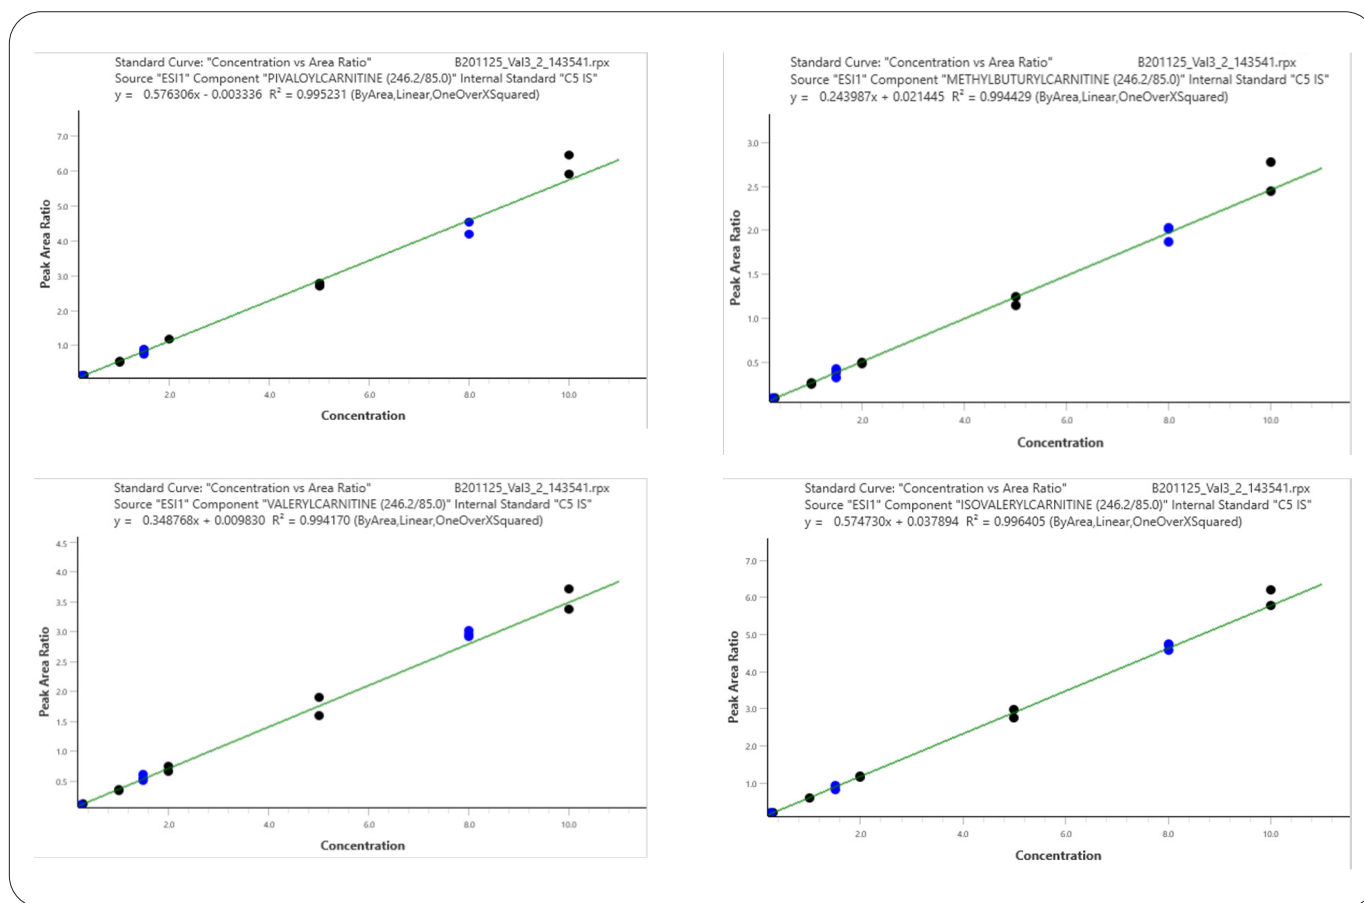 Standard Curve: "Concentration vs Area Ratio" B201125_Val3_2_143541.rpx
Source "ESI1" Component "PIVALOYLCARNITINE (246.2/85.0)" Internal Standard "C5 IS"
y = 0.576306x - 0.003336 R² = 0.995231 (ByArea,Linear,OneOverXSquared)
7.0
6.0
5.0
4.0
3.0
2.0
1.0
Peak Area Ratio
2.0 4.0 6.0 8.0 10.0
Concentration
Standard Curve: "Concentration vs Area Ratio" B201125_Val3_2_143541.rpx
Source "ESI1" Component "METHYLBUTURYLCARNITINE (246.2/85.0)" Internal Standard "C5 IS"
y = 0.243987x + 0.021445 R² = 0.994429 (ByArea,Linear,OneOverXSquared)
3.0
2.5
2.0
1.5
1.0
0.5
Peak Area Ratio
2.0 4.0 6.0 8.0 10.0
Concentration
Standard Curve: "Concentration vs Area Ratio" B201125_Val3_2_143541.rpx
Source "ESI1" Component "VALERYLCARNITINE (246.2/85.0)" Internal Standard "C5 IS"
y = 0.348768x + 0.009830 R² = 0.994170 (ByArea,Linear,OneOverXSquared)
4.5
4.0
3.5
3.0
2.5
2.0
1.5
1.0
0.5
Peak Area Ratio
2.0 4.0 6.0 8.0 10.0
Concentration
Standard Curve: "Concentration vs Area Ratio" B201125_Val3_2_143541.rpx
Source "ESI1" Component "ISOVALERYLCARNITINE (246.2/85.0)" Internal Standard "C5 IS"
y = 0.574730x + 0.037894 R² = 0.996405 (ByArea,Linear,OneOverXSquared)
7.0
6.0
5.0
4.0
3.0
2.0
1.0
Peak Area Ratio
2.0 4.0 6.0 8.0 10.0
Concentration